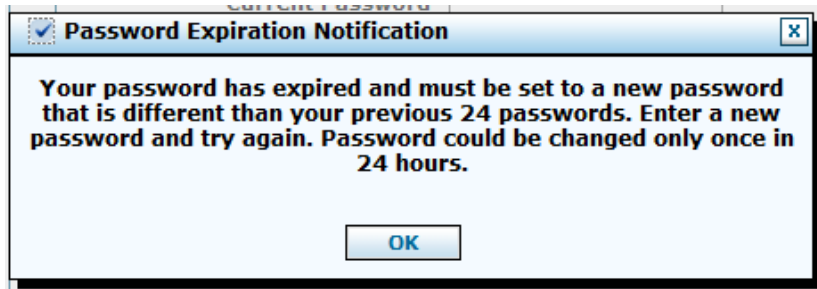 Current Password
Password Expiration Notification
Your password has expired and must be set to a new password
that is different than your previous 24 passwords. Enter a new
password and try again. Password could be changed only once in
24 hours.
OK